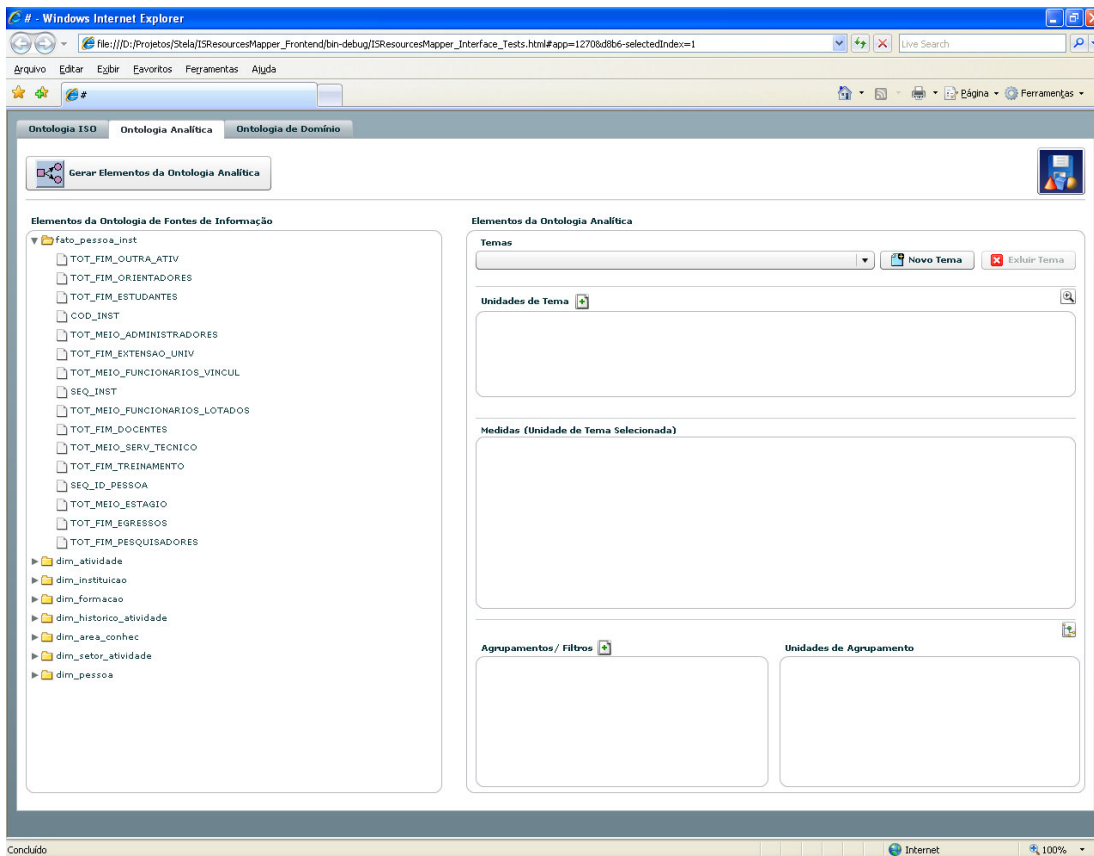 # - Windows Internet Explorer
file:///D:/Projetos/Stela/ISResourcesMapper_Frontend/bin-debug/ISResourcesMapper_Interface_Tests.html#app=1270&d8b6-selectedIndex=1
Live Search
Arquivo Editar Exibir Favoritos Ferramentas Ajuda
#
Página Ferramentas
Ontologia ISO Ontologia Analítica Ontologia de Domínio
Gerar Elementos da Ontologia Analítica
Elementos da Ontologia de Fontes de Informação
fato_pessoa_inst
TOT_FIM_OUTRA_ATIV
TOT_FIM_ORIENTADORES
TOT_FIM_ESTUDANTES
COD_INST
TOT_MEIO_ADMINISTRADORES
TOT_FIM_EXTENSAO_UNIV
TOT_MEIO_FUNCIONARIOS_VINCUL
SEQ_INST
TOT_MEIO_FUNCIONARIOS_LOTADOS
TOT_FIM_DOCENTES
TOT_MEIO_SERV_TECNICO
TOT_FIM_TREINAMENTO
SEQ_ID_PESSOA
TOT_MEIO_ESTAGIO
TOT_FIM_EGRESSOS
TOT_FIM_PESQUISADORES
dim_atividade
dim_instituicao
dim_formacao
dim_historico_atividade
dim_area_conhec
dim_setor_atividade
dim_pessoa
Elementos da Ontologia Analítica
Temas
Novo Tema Exluir Tema
Unidades de Tema
Medidas (Unidade de Tema Selecionada)
Agrupamentos/ Filtros Unidades de Agrupamento
Concluído Internet 100%